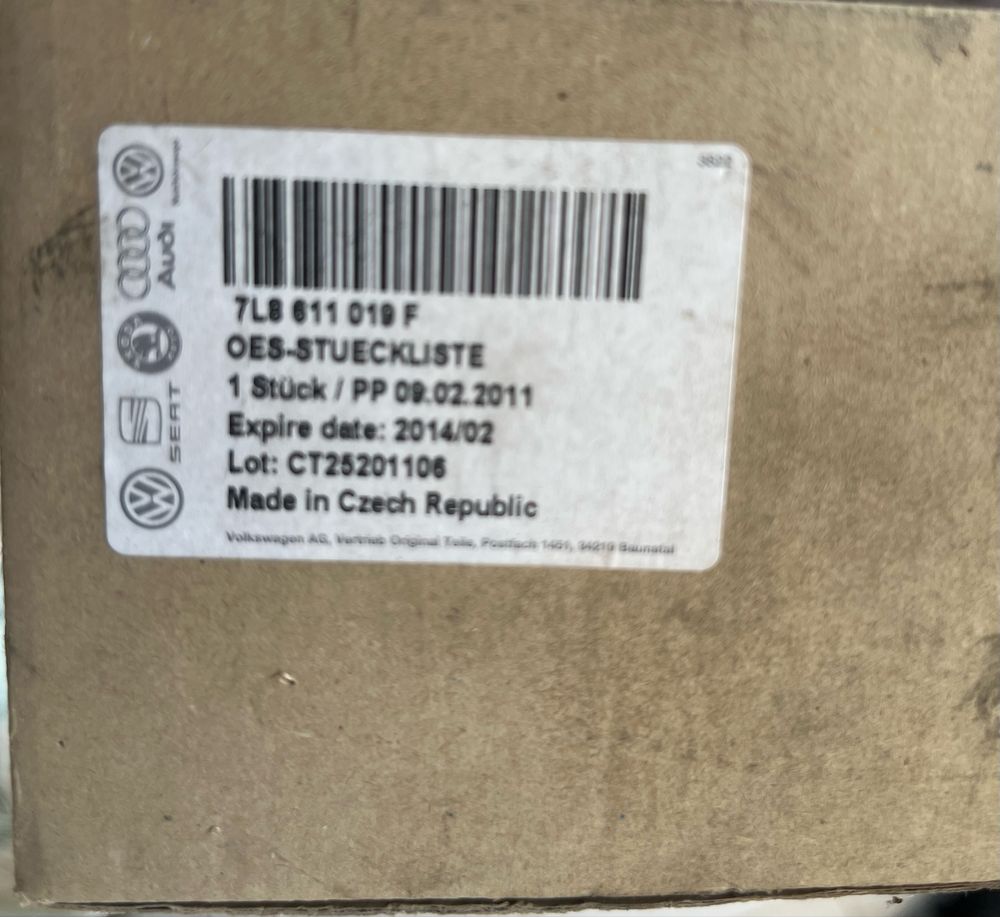 7L8 611 019 F
OES-STUECKLISTE
1 Stück / PP 09.02.2011
Expire date: 2014/02
Lot: CT25201106
Made in Czech Republic
Volkswagen AG, Vertrieb Original Teile, Postfach 1451, 34219 Baunatal
Audi
SEAT